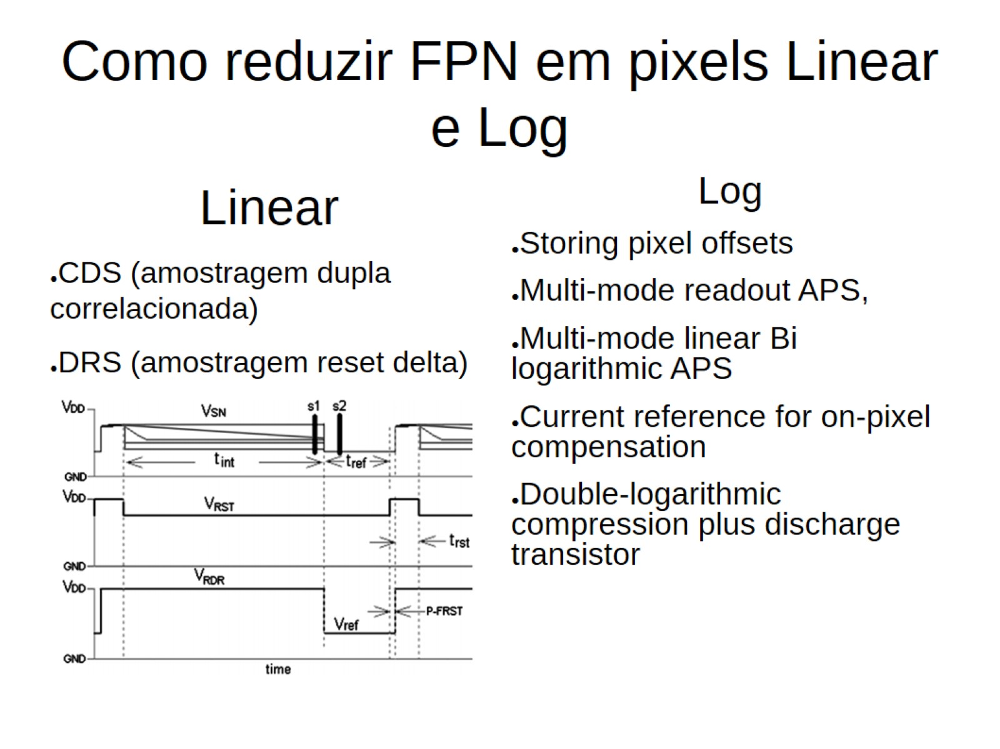 Como reduzir FPN em pixels Linear
e Log
Linear
.CDS (amostragem dupla
correlacionada)
.DRS (amostragem reset delta)
VDD
VSN
s1
s2
tint
tref
GND
VDD
VRST
trst
GND
VRDR
VDD
P-FRST
Vref
GND
time
Log
.Storing pixel offsets
.Multi-mode readout APS,
.Multi-mode linear Bi
logarithmic APS
.Current reference for on-pixel
compensation
.Double-logarithmic
compression plus discharge
transistor